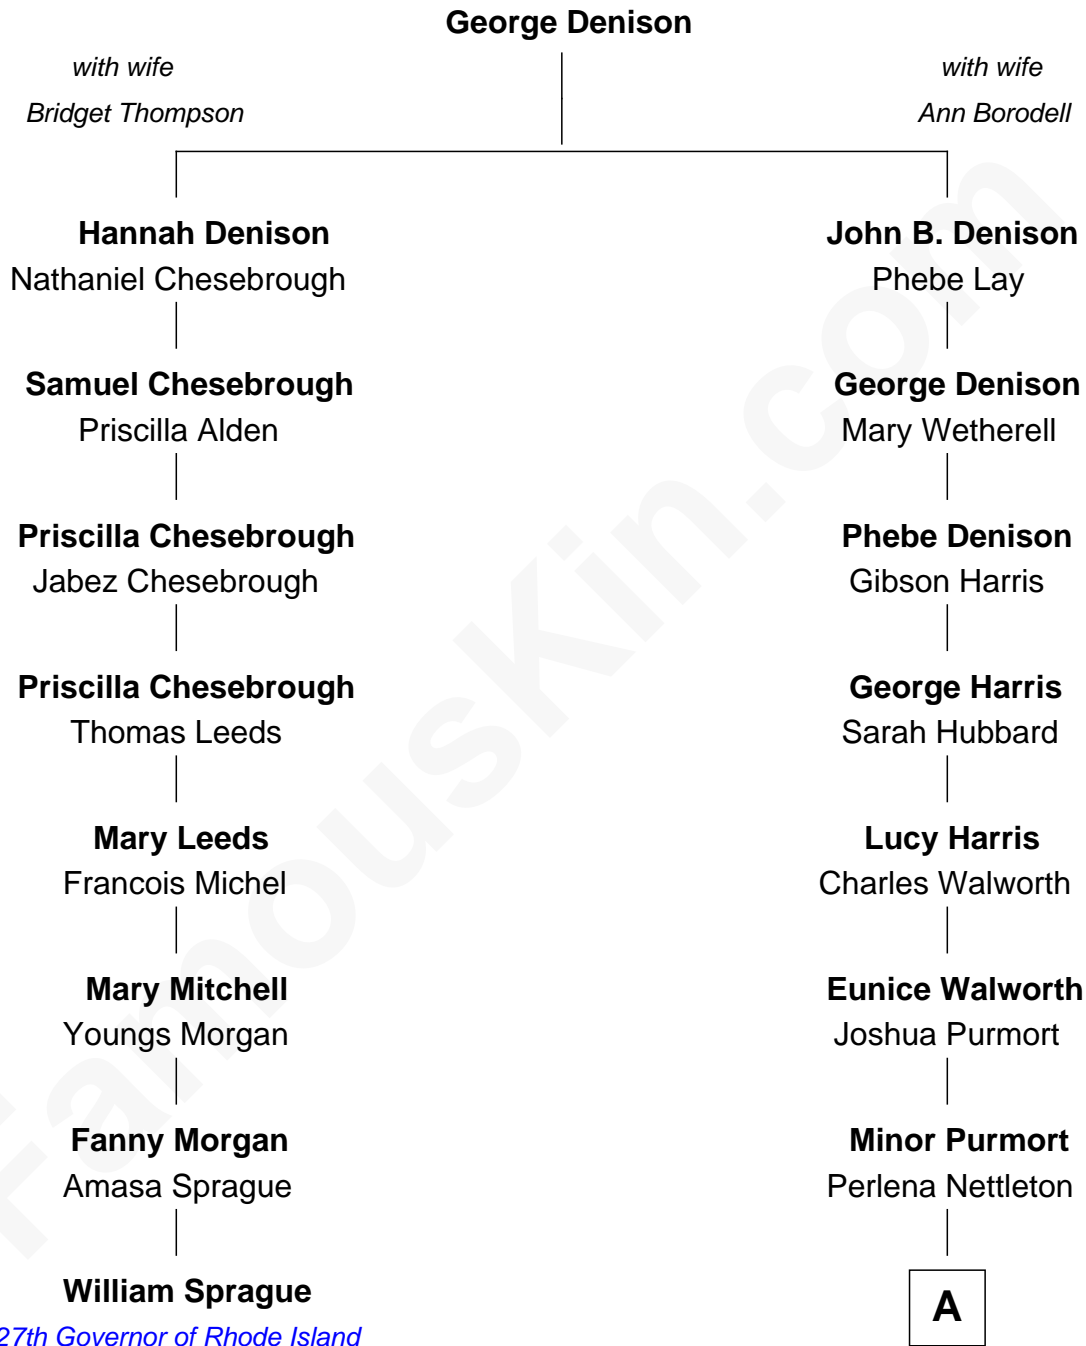 George Denison
with wife
Bridget Thompson
with wife
Ann Borodell
Hannah Denison
Nathaniel Chesebrough
John B. Denison
Phebe Lay
Samuel Chesebrough
Priscilla Alden
George Denison
Mary Wetherell
Priscilla Chesebrough
Jabez Chesebrough
Phebe Denison
Gibson Harris
Priscilla Chesebrough
Thomas Leeds
George Harris
Sarah Hubbard
Mary Leeds
Francois Michel
Lucy Harris
Charles Walworth
Mary Mitchell
Youngs Morgan
Eunice Walworth
Joshua Purmort
Fanny Morgan
Amasa Sprague
Minor Purmort
Perlena Nettleton
William Sprague
27th Governor of Rhode Island
A
FamousKin.com